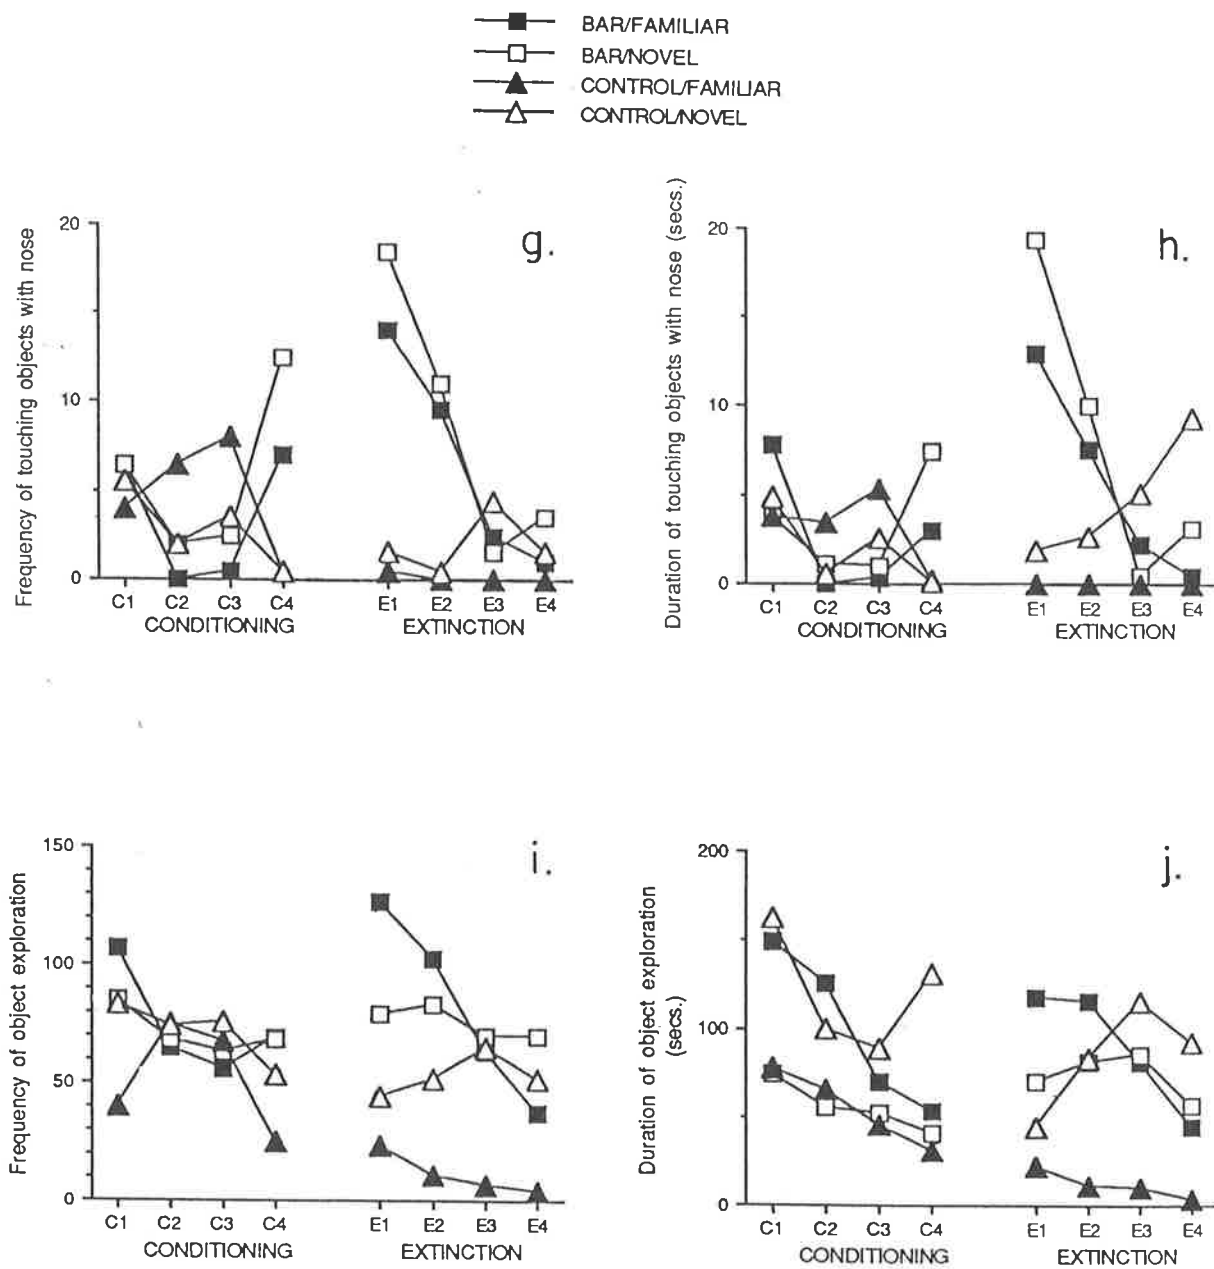 BAR/FAMILIAR
BAR/NOVEL
CONTROL/FAMILIAR
CONTROL/NOVEL
g.
Frequency of touching objects with nose
20
10
0
C1 C2 C3 C4 E1 E2 E3 E4
CONDITIONING EXTINCTION
h.
Duration of touching objects with nose (secs.)
20
10
0
C1 C2 C3 C4 E1 E2 E3 E4
CONDITIONING EXTINCTION
i.
Frequency of object exploration
150
100
50
0
C1 C2 C3 C4 E1 E2 E3 E4
CONDITIONING EXTINCTION
j.
Duration of object exploration
(secs.)
200
100
0
C1 C2 C3 C4 E1 E2 E3 E4
CONDITIONING EXTINCTION